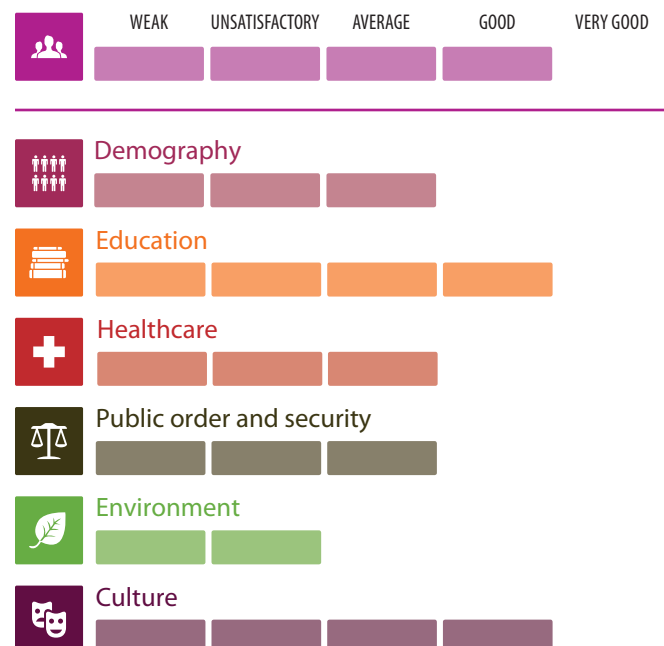 WEAK UNSATISFACTORY AVERAGE GOOD VERY GOOD
Demography
Education
Healthcare
Public order and security
Environment
Culture